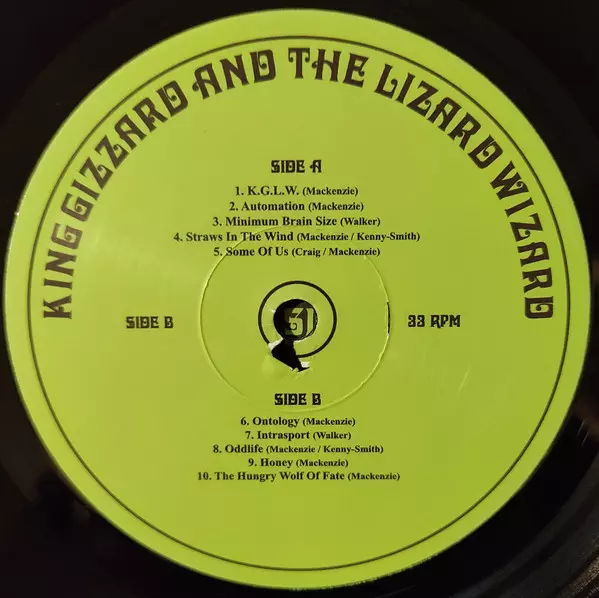 KING GIZZARD AND THE LIZARD WIZARD
SIDE A
1. K.G.L.W. (Mackenzie)
2. Automation (Mackenzie)
3. Minimum Brain Size (Walker)
4. Straws In The Wind (Mackenzie / Kenny-Smith)
5. Some Of Us (Craig / Mackenzie)
SIDE B
33 RPM
SIDE B
6. Ontology (Mackenzie)
7. Intrasport (Walker)
8. Oddlife (Mackenzie / Kenny-Smith)
9. Honey (Mackenzie)
10. The Hungry Wolf Of Fate (Mackenzie)